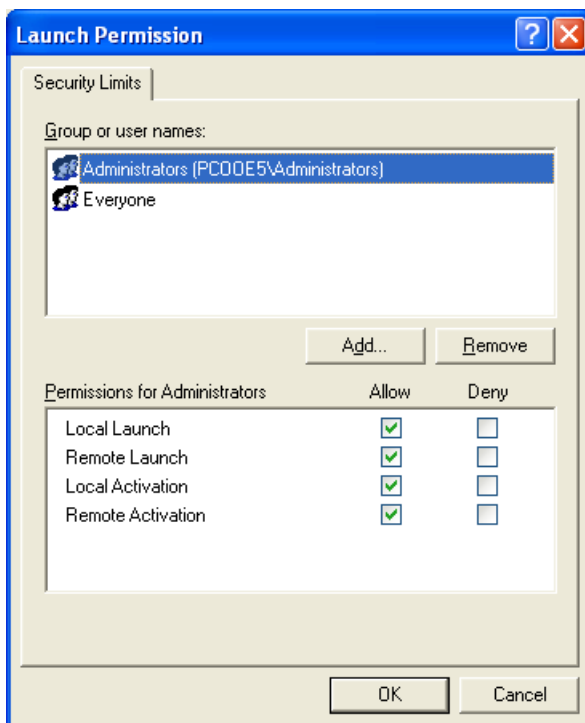 Launch Permission
Security Limits
Group or user names:
Administrators (PCOOE5\Administrators)
Everyone
Add... Remove
Permissions for Administrators Allow Deny
Local Launch
Remote Launch
Local Activation
Remote Activation
OK Cancel